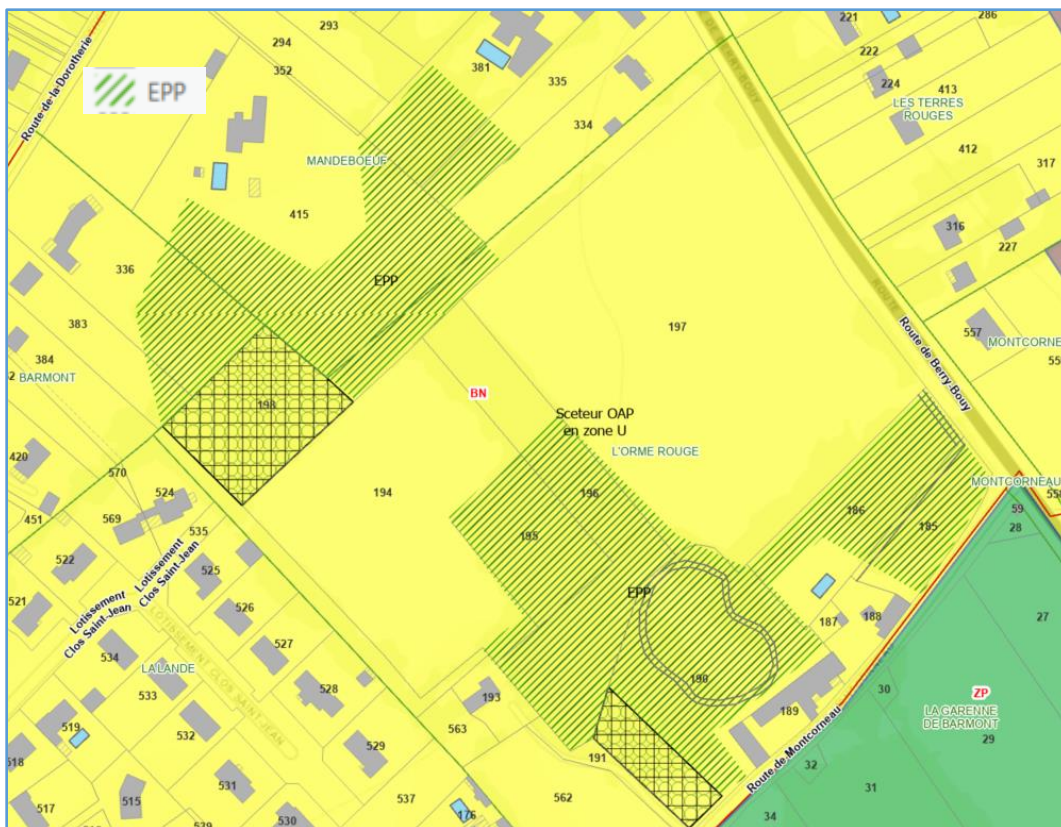 293
294
352
381
335
334
221
222
224
286
413
LES TERRES
ROUGES
412
317
Route-de-la-Dorotherie
EPP
MANDEBOEUF
415
316
227
336
EPP
383
384
BARMONT
197
ROUTE
Route de Berry-Bouy
557
MONTCORNE
198
BN
Sceteur OAP
en zone U
L'ORME ROUGE
420
570
524
194
196
MONTCORNEAU
451
569
535
195
186
185
59
28
522
525
Lotissement
Clos Saint-Jean
Lotissement
Clos Saint-Jean
521
526
EPP
27
LOTISSEMENT CLOS SAINT-JEAN
534
527
187
188
LA LANDE
533
528
193
190
30
ZP
LA GARENNE
DE BARMONT
519
532
563
189
29
518
529
191
Route de Montcorneau
32
531
562
31
517
515
537
176
530
34